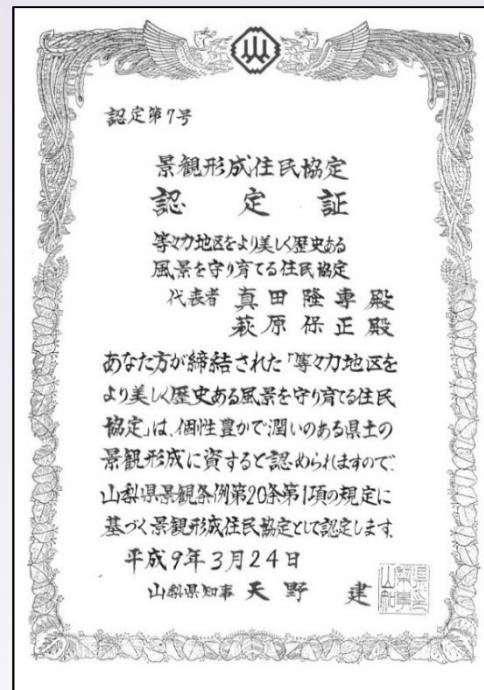 認定第7号
景観形成住民協定
認定証
等々力地区をより美しく歴史ある
風景を守り育てる住民協定
代表者 真田隆専殿
萩原保正殿
あなた方が締結された「等々力地区を
より美しく歴史ある風景を守り育てる住民
協定」は、個性豊かで潤いのある県土の
景観形成に資すると認められますので、
山梨県景観条例第20条第1項の規定に
基づく景観形成住民協定として認定します。
平成9年3月24日
山梨県知事 天野 建